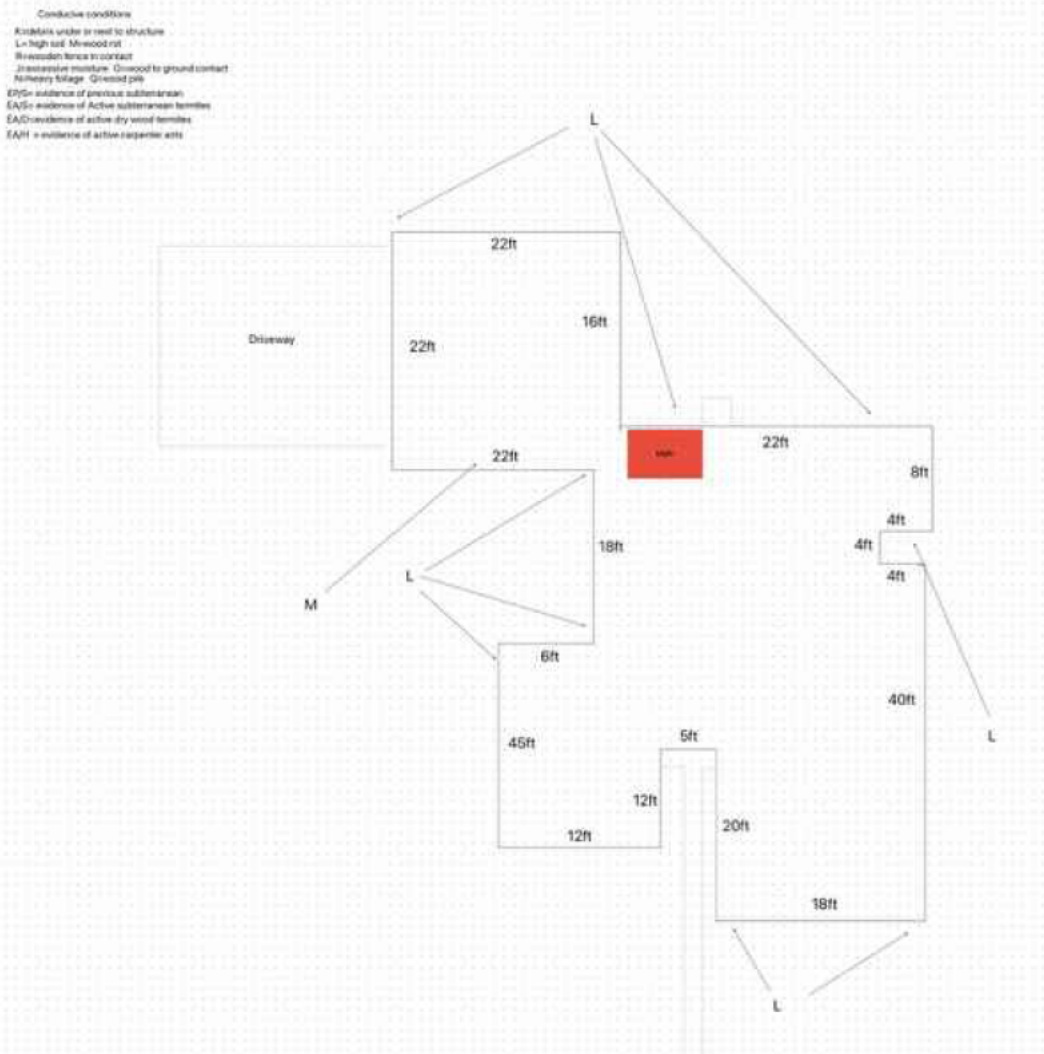 Conducive conditions
K=debris under or next to structure
L= high soil M=wood rot
R=wooden fence in contact
J=excessive moisture Q=wood to ground contact
N=heavy foliage Q=wood pile
EP/S= evidence of previous subterranean
EA/S= evidence of Active subterranean termites
EA/D=evidence of active dry wood termites
EA/H = evidence of active carpenter ants
L
22ft
16ft
Driveway
22ft
22ft
22ft
8ft
4ft
4ft
18ft
4ft
L
M
6ft
40ft
5ft
L
45ft
12ft
20ft
12ft
18ft
L